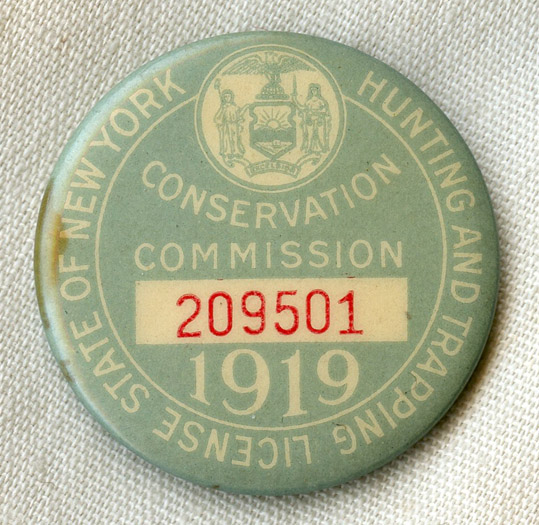 STATE OF NEW YORK
HUNTING AND TRAPPING LICENSE
CONSERVATION
COMMISSION
209501
1919